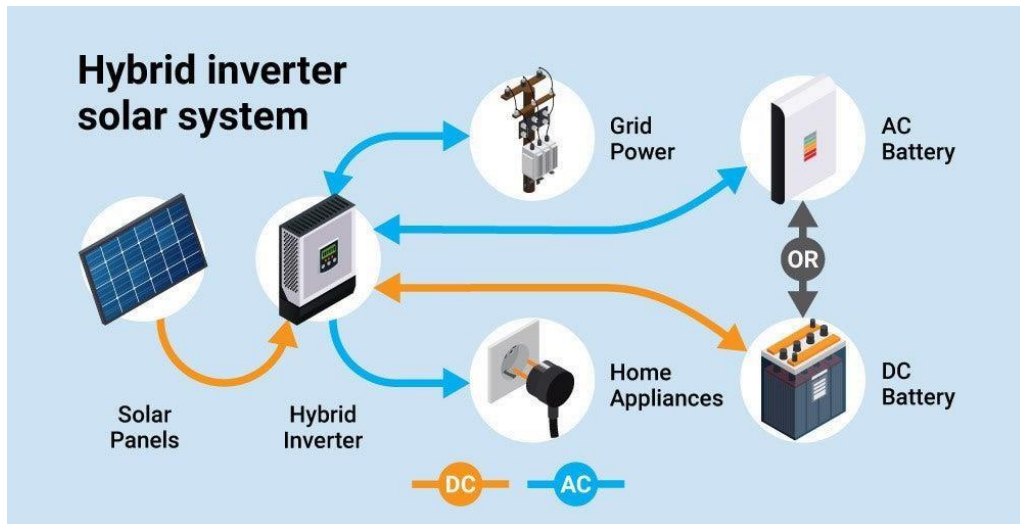 Hybrid inverter
solar system
Grid
Power
AC
Battery
OR
Solar
Panels
Hybrid
Inverter
Home
Appliances
DC
Battery
DC
AC